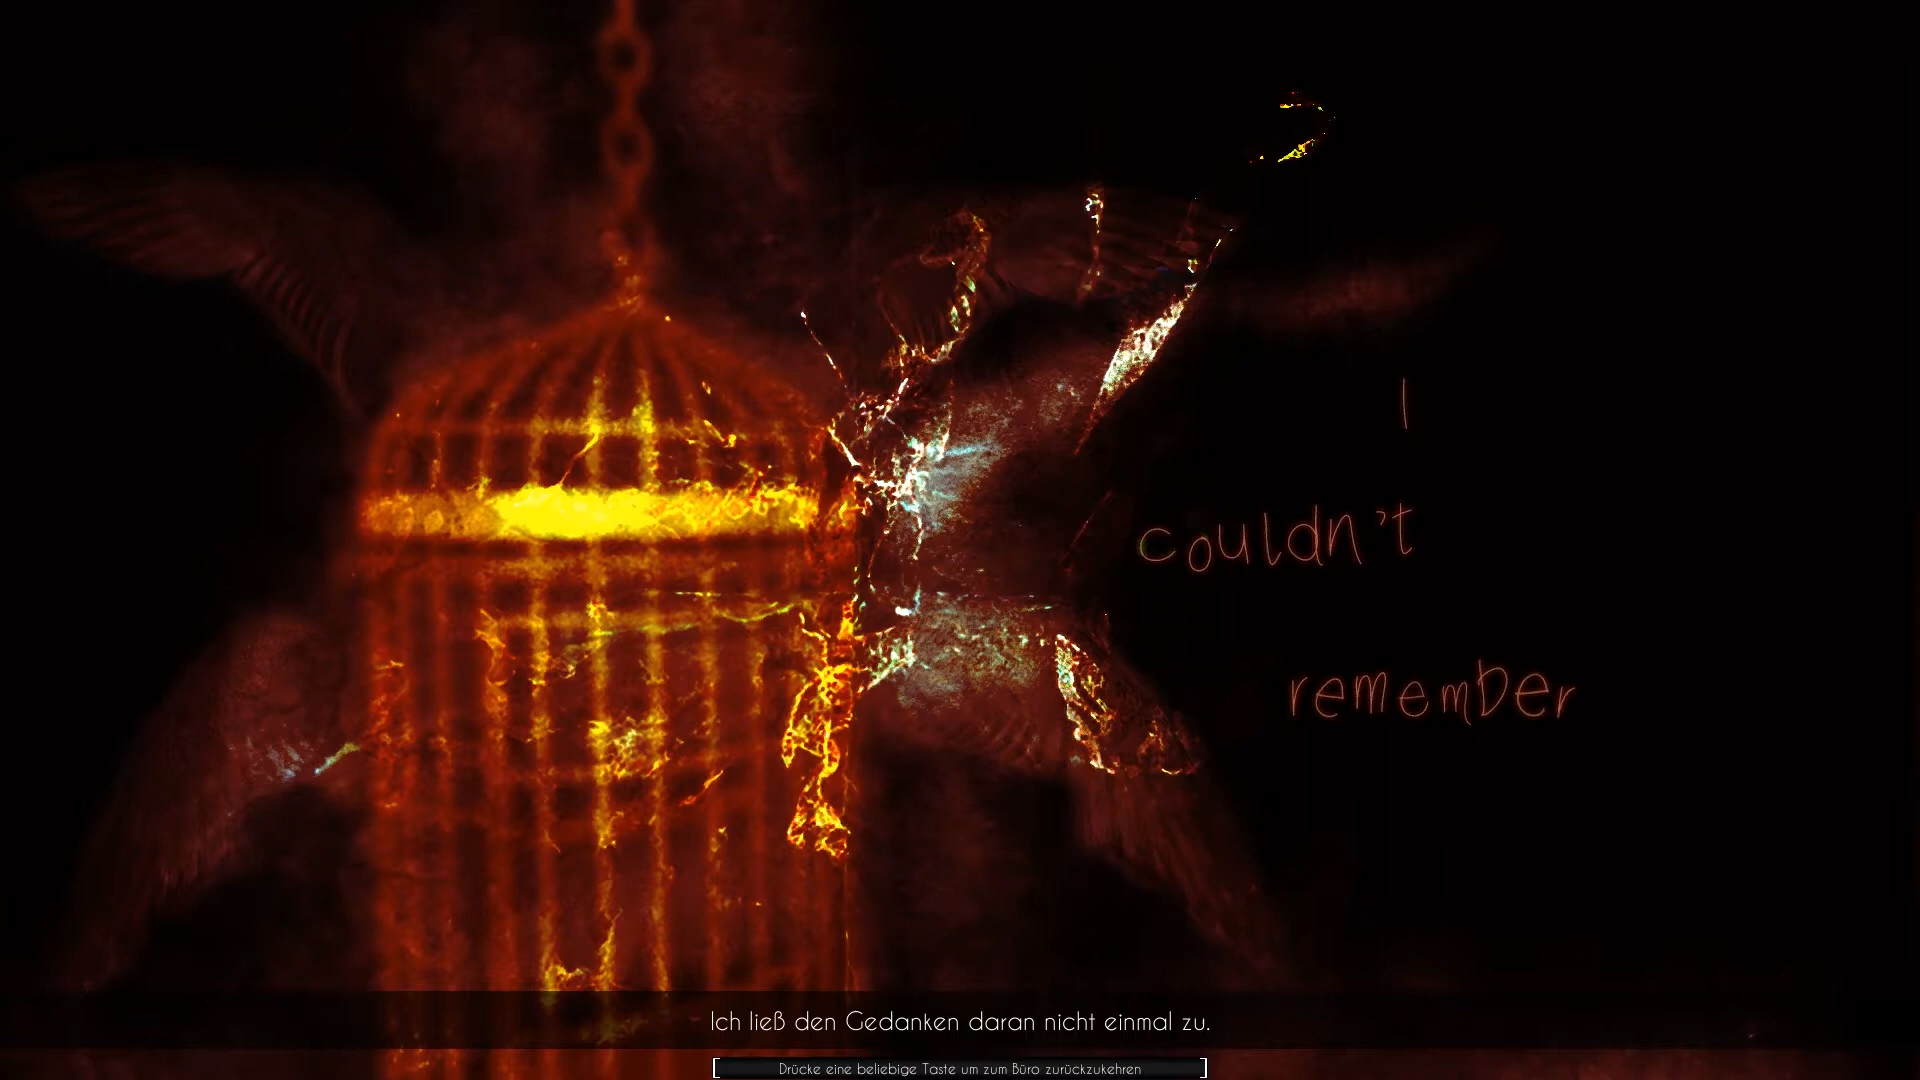 I
couldn't
remember
Ich ließ den Gedanken daran nicht einmal zu.
Drücke eine beliebige Taste um zum Büro zurückzukehren